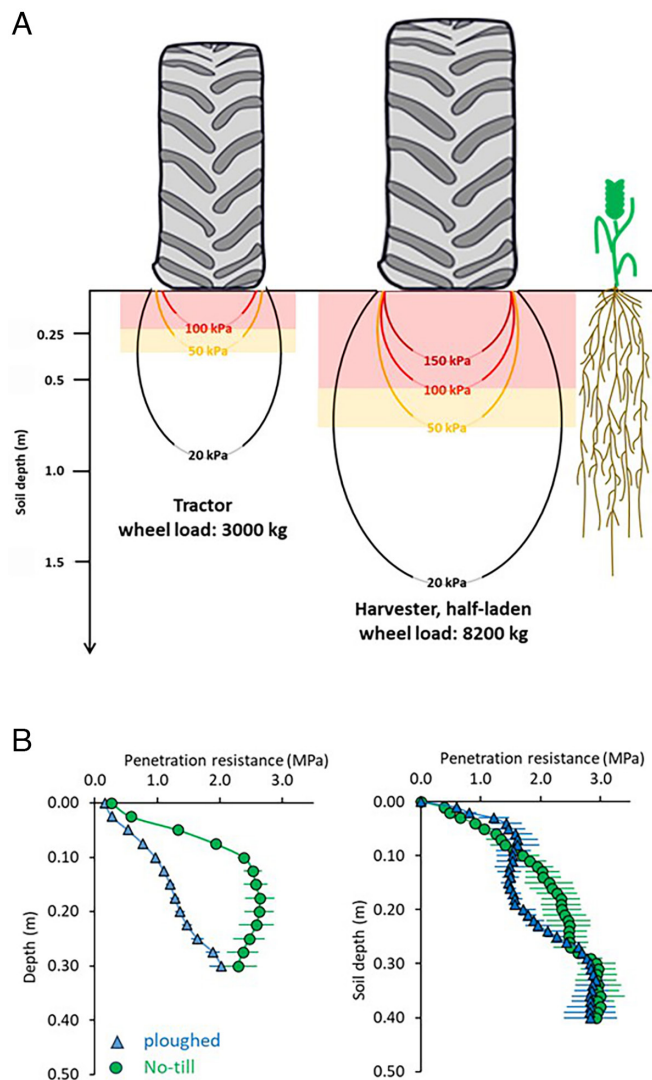 A
0.25
0.5
1.0
1.5
Soil depth (m)
100 kPa
50 kPa
20 kPa
Tractor
wheel load: 3000 kg
150 kPa
100 kPa
50 kPa
20 kPa
Harvester, half-laden
wheel load: 8200 kg
B
Penetration resistance (MPa)
0.0 1.0 2.0 3.0
0.00
0.10
0.20
0.30
0.40
0.50
Depth (m)
ploughed
No-till
Penetration resistance (MPa)
0.0 1.0 2.0 3.0
0.00
0.10
0.20
0.30
0.40
0.50
Soil depth (m)